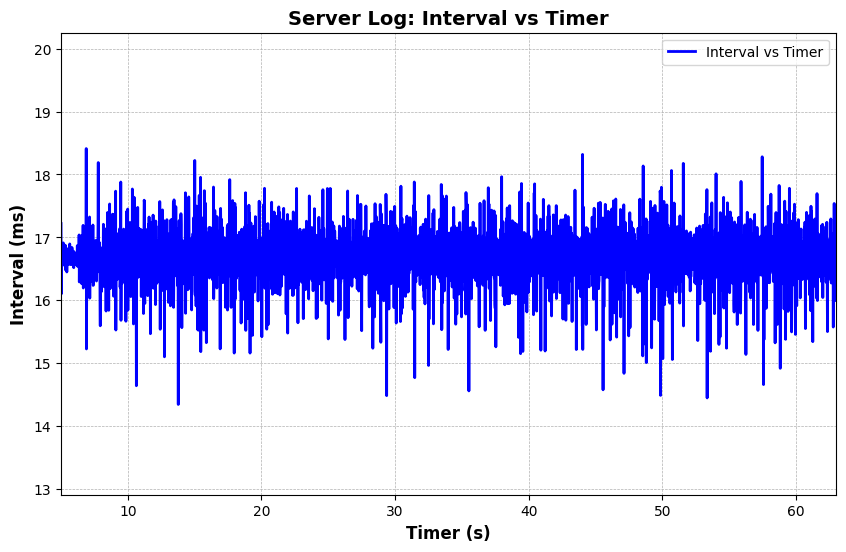 Server Log: Interval vs Timer
Interval vs Timer
20
19
18
17
16
15
14
13
Interval (ms)
10 20 30 40 50 60
Timer (s)